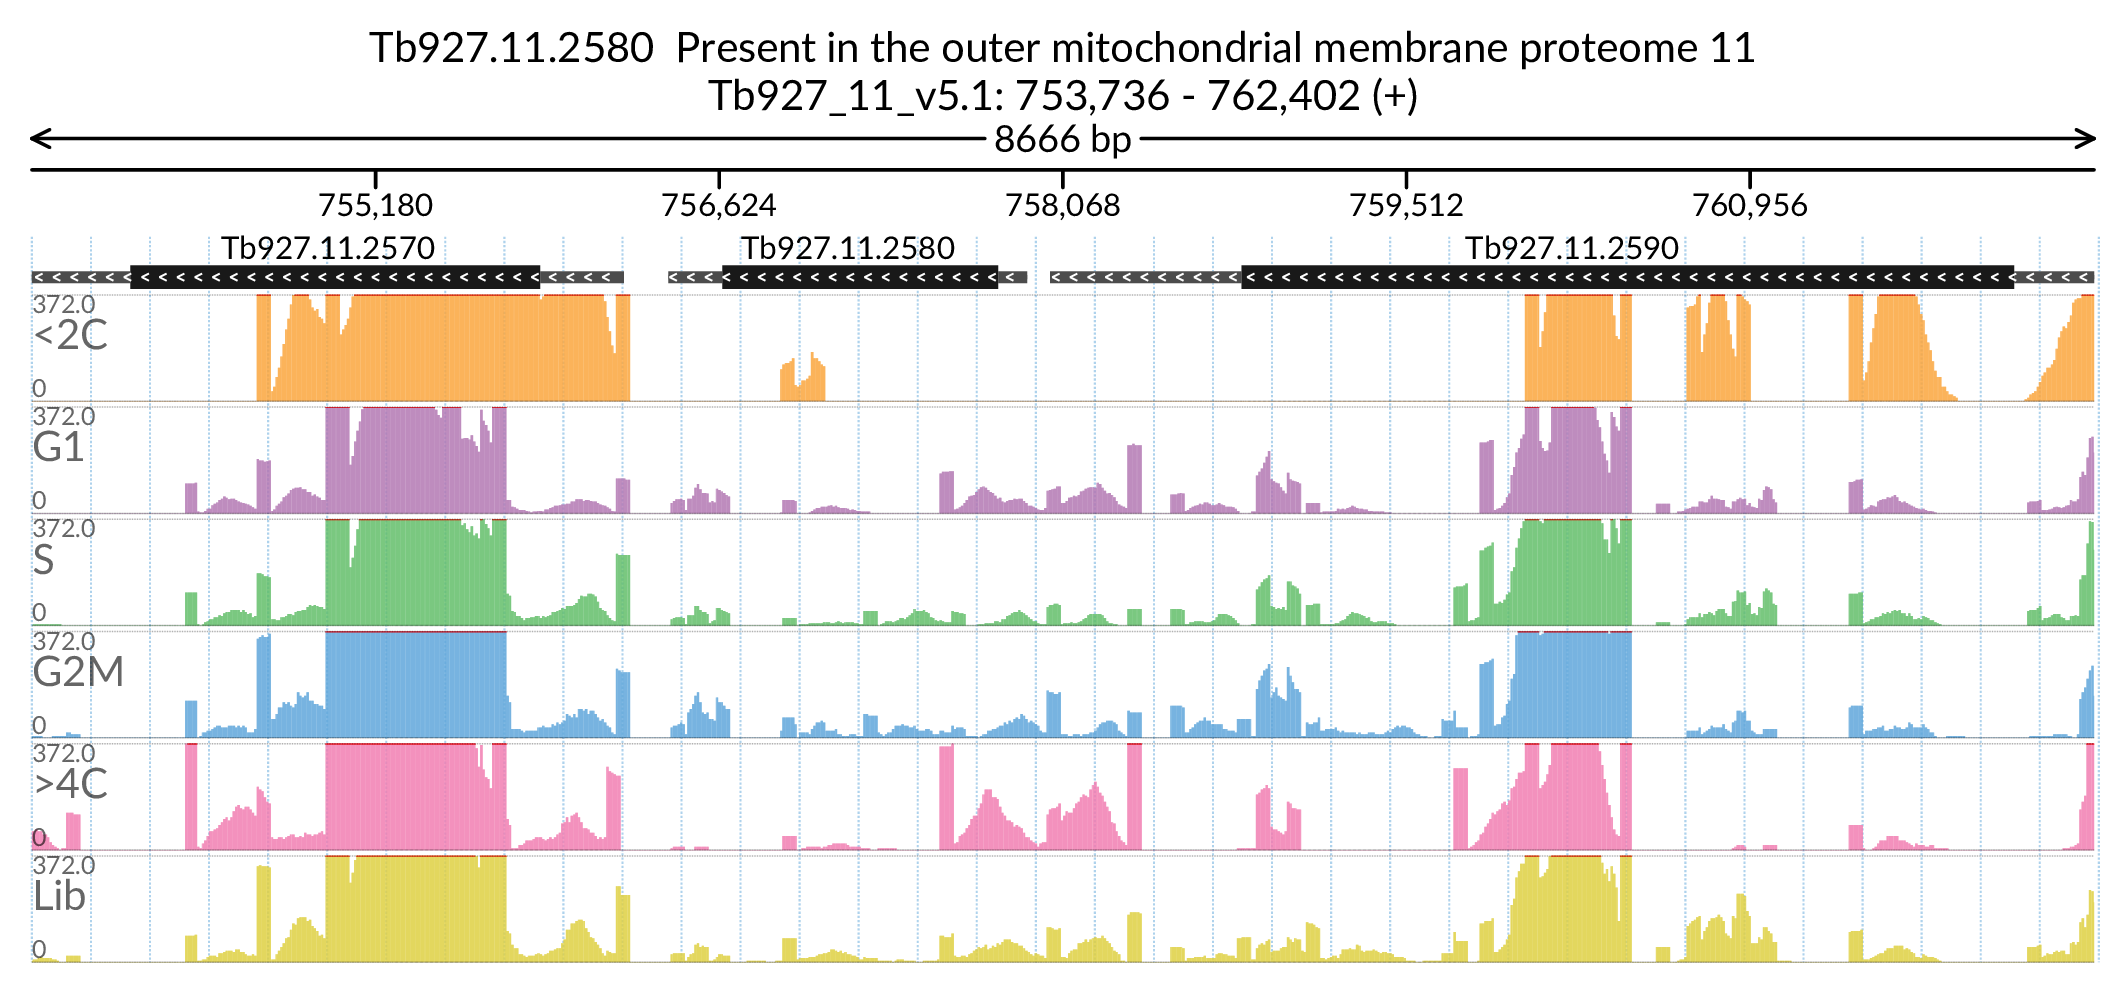 Tb927.11.2580  Present in the outer mitochondrial membrane proteome 11
Tb927_11_v5.1: 753,736 - 762,402 (+)
8666 bp
755,180 756,624 758,068 759,512 760,956
Tb927.11.2570 Tb927.11.2580 Tb927.11.2590
372.0
<2C
0
372.0
G1
0
372.0
S
0
372.0
G2M
0
372.0
>4C
0
372.0
Lib
0